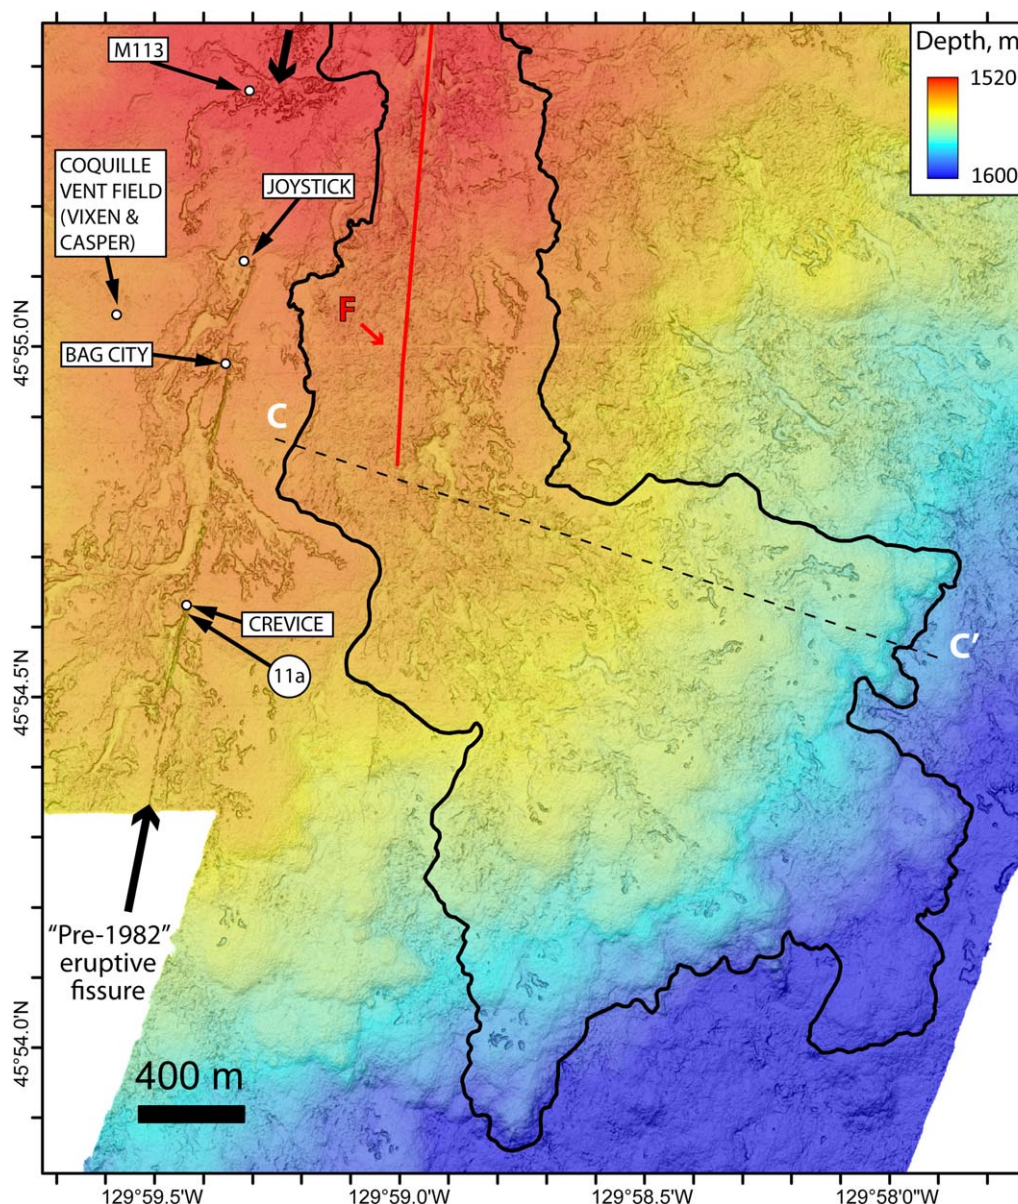 M113
Depth, m
1520
1600
COQUILLE
VENT FIELD
(VIXEN &
CASPER)
JOYSTICK
F
BAG CITY
C
CREVICE
11a
C’
“Pre-1982”
eruptive
fissure
400 m
45°55.0'N
45°54.5'N
45°54.0'N
129°59.5'W
129°59.0'W
129°58.5'W
129°58'0W